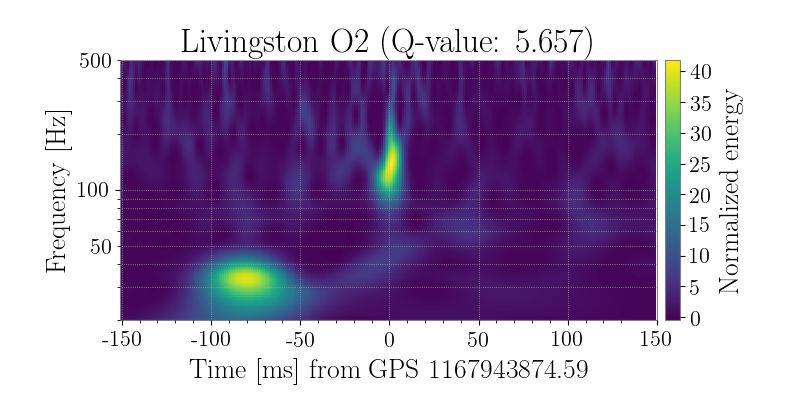 Livingston O2 (Q-value: 5.657)
500
100
50
Frequency [Hz]
-150 -100 -50 0 50 100 150
Time [ms] from GPS 1167943874.59
40
35
30
25
20
15
10
5
0
Normalized energy